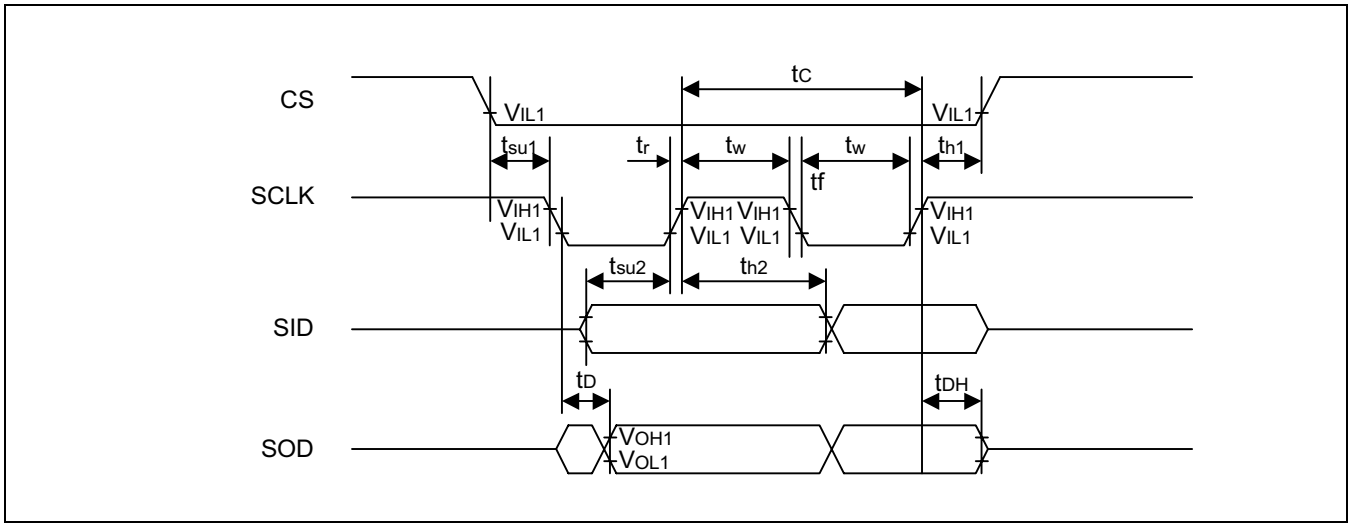 tc
CS
VIL1
VIL1
tsu1
tr
tw
tw
th1
tf
SCLK
VIH1
VIH1
VIH1
VIH1
VIL1
VIL1
VIL1
VIL1
tsu2
th2
SID
tD
tDH
SOD
VOH1
VOL1